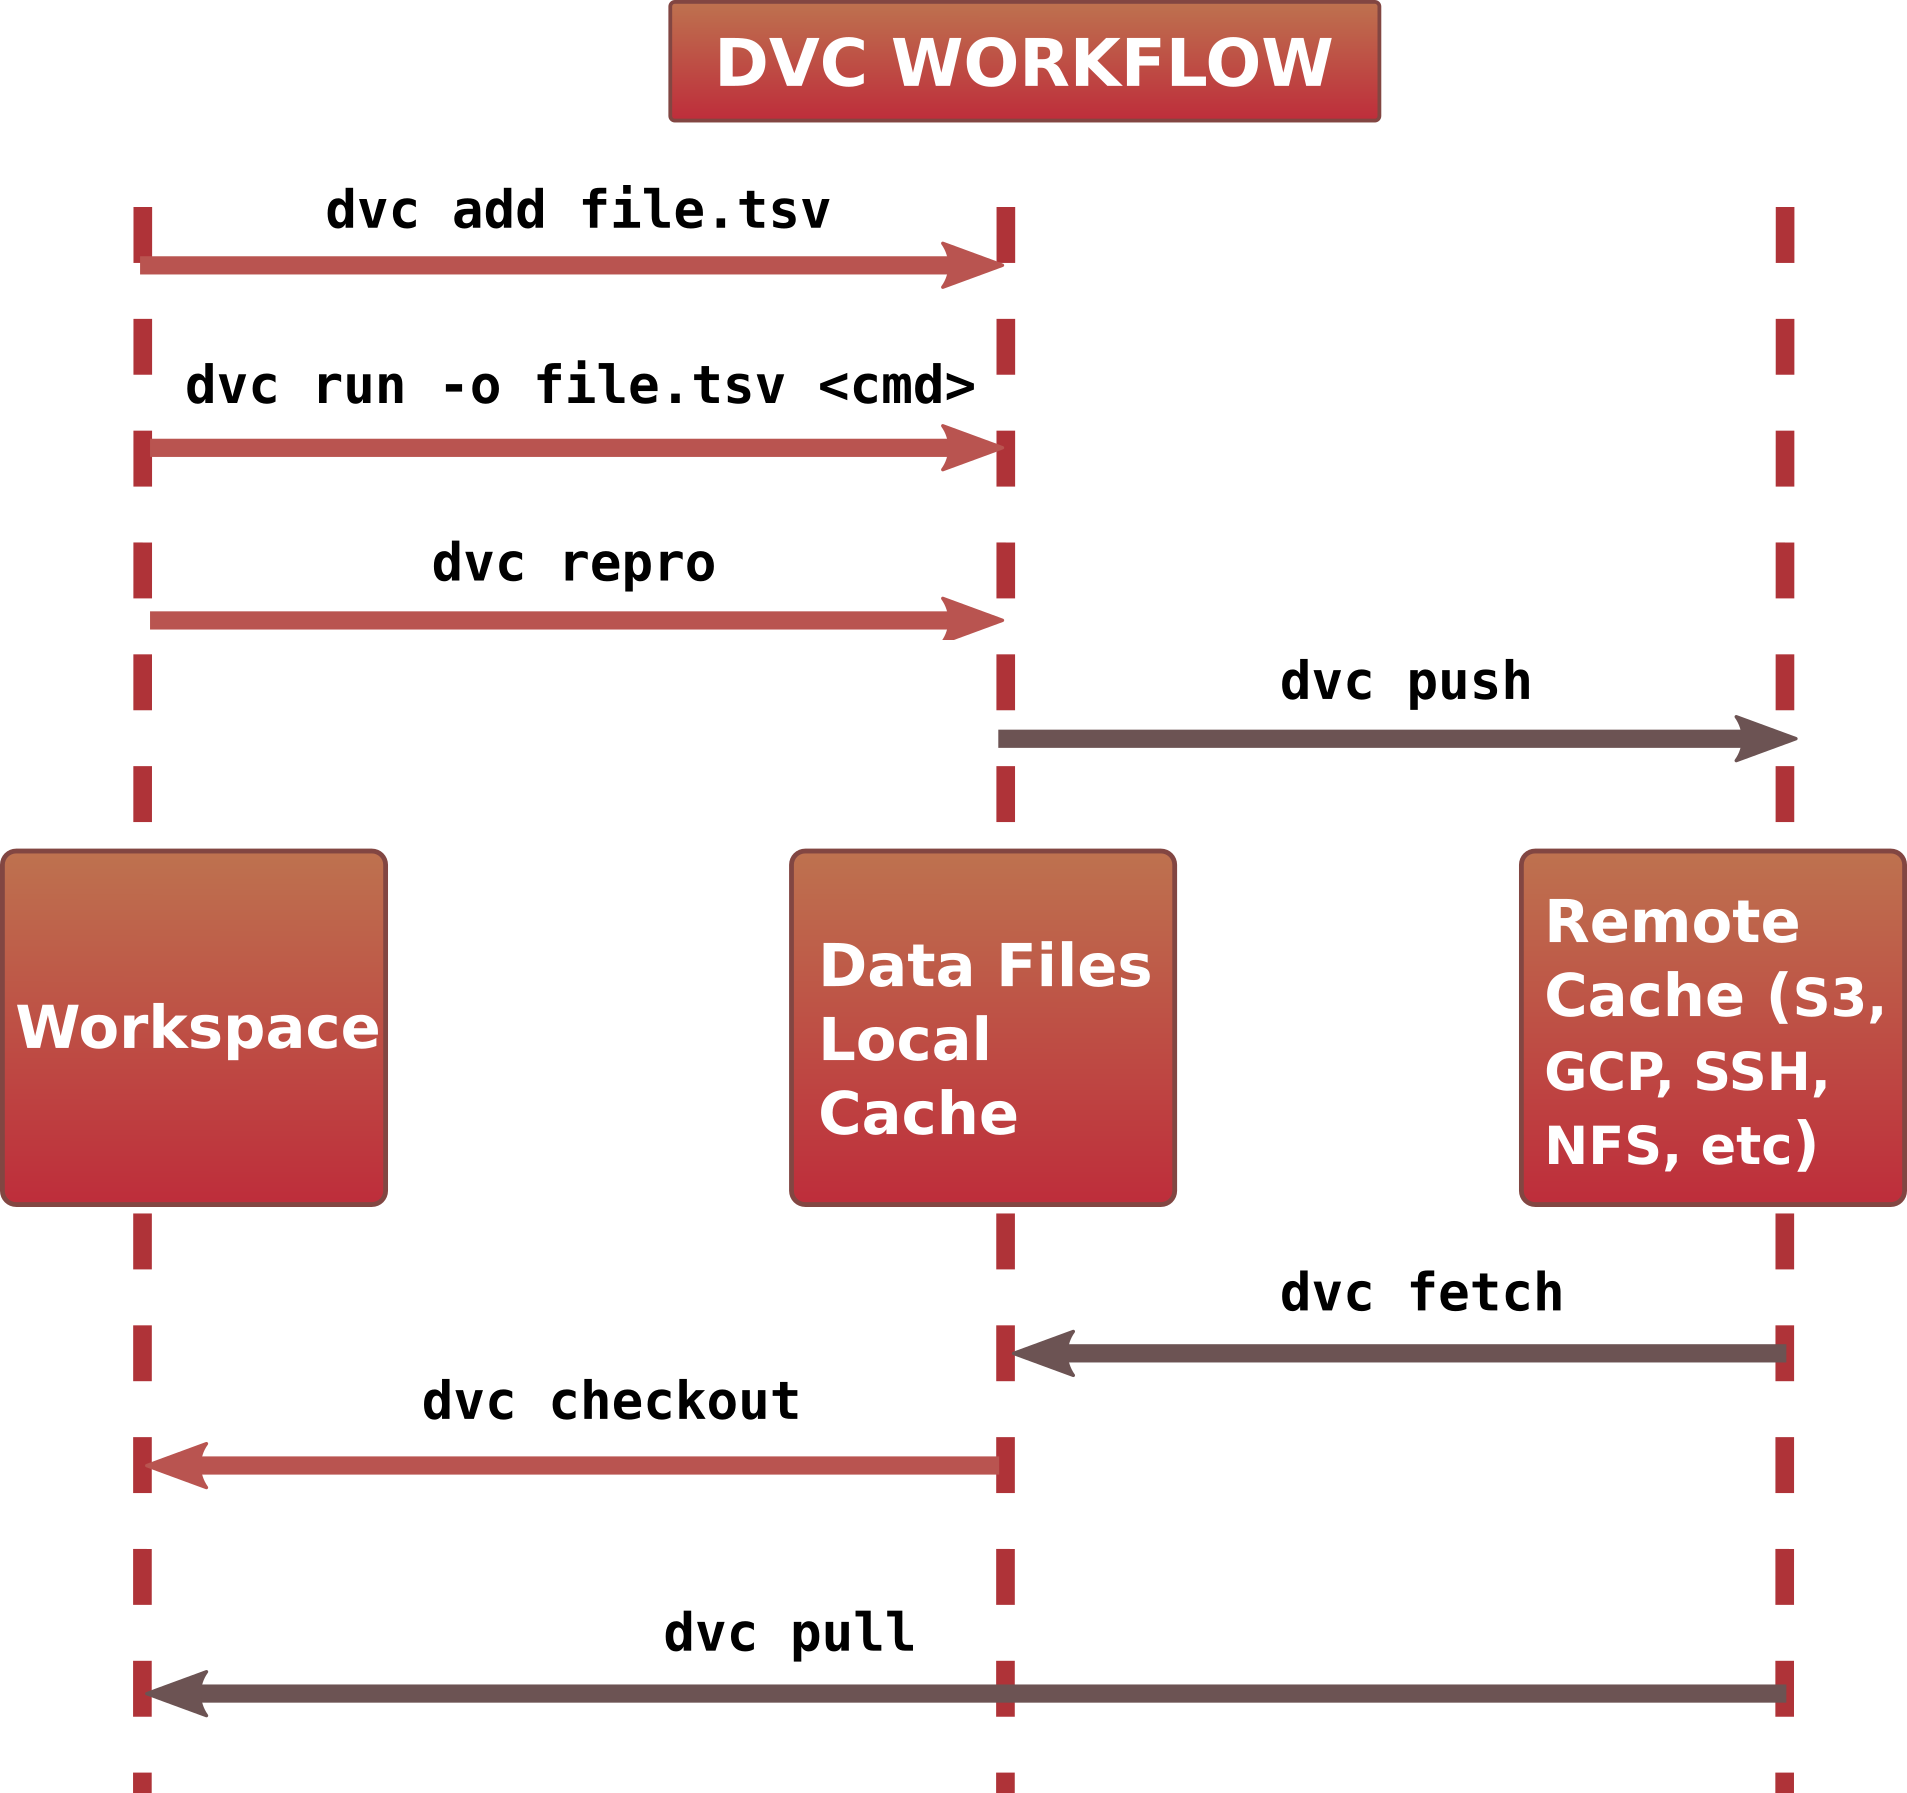 DVC WORKFLOW
dvc add file.tsv
dvc run -o file.tsv <cmd>
dvc repro
dvc push
Workspace
Data Files
Local
Cache
Remote
Cache (S3,
GCP, SSH,
NFS, etc)
dvc fetch
dvc checkout
dvc pull